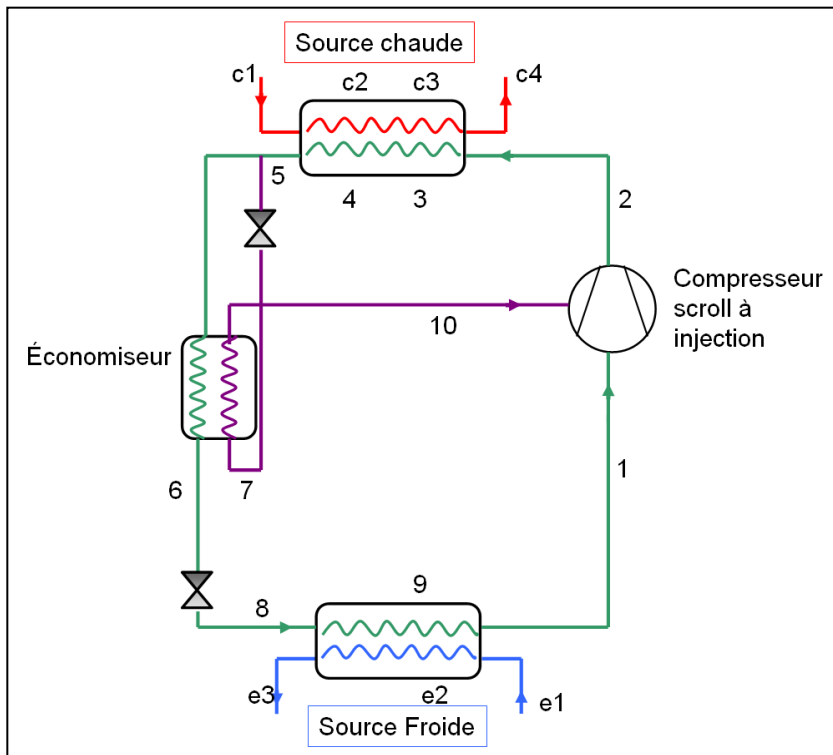 Source chaude
c1
c2
c3
c4
5
4
3
2
Compresseur
scroll à
injection
10
Économiseur
6
7
1
9
8
e3
e2
e1
Source Froide